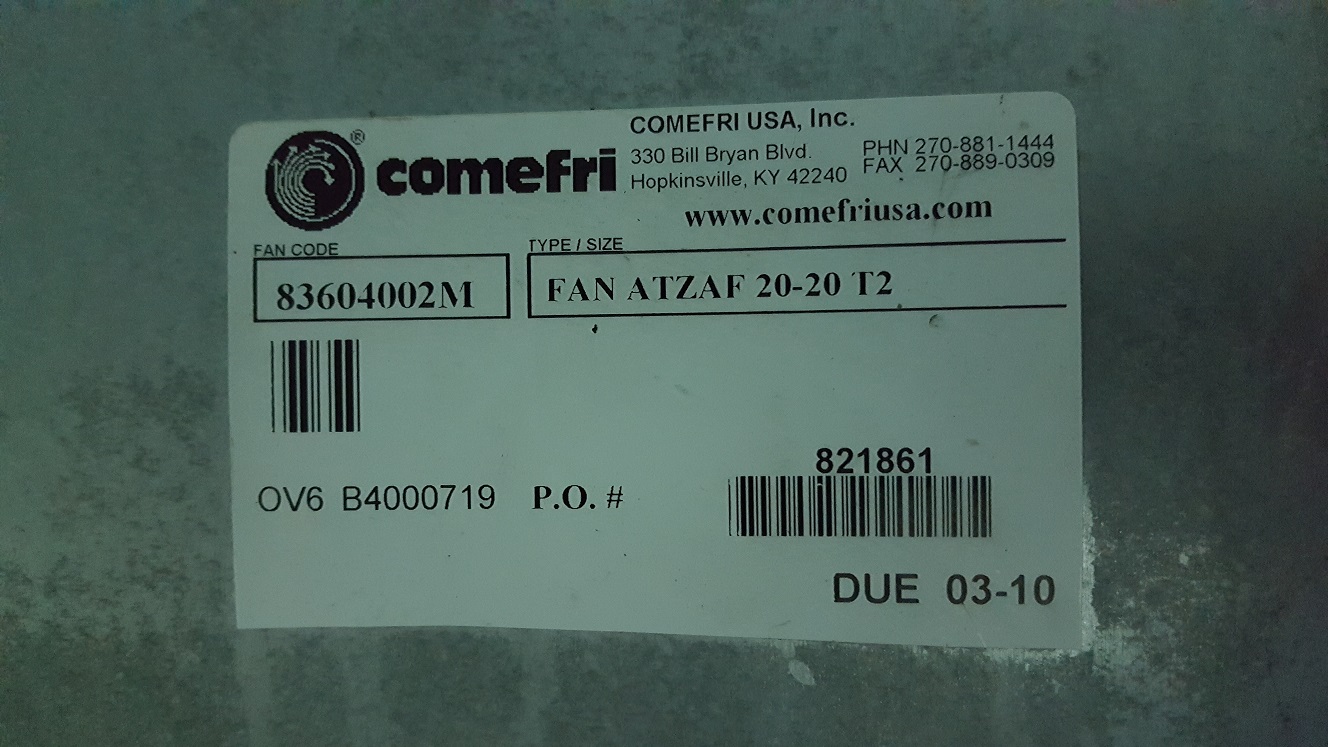 comefri ®
COMEFRI USA, Inc.
330 Bill Bryan Blvd.
Hopkinsville, KY 42240
PHN 270-881-1444
FAX 270-889-0309
www.comefriusa.com
FAN CODE
83604002M
TYPE / SIZE
FAN ATZAF 20-20 T2
OV6 B4000719 P.O. #
821861
DUE 03-10